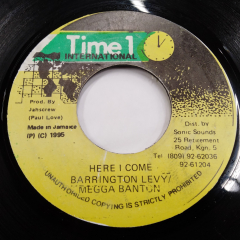 Time 1
INTERNATIONAL
Prod. By
Jahscrew
(Paul Love)
Made in Jamaica
(P) (C) 1995
Dist. by
Sonic Sounds
25 Retirement
Road, Kgn. 5
Tel (809) 92-62036
92-61204
HERE I COME
BARRINGTON LEVY/
MEGGA BANTON
UNAUTHORIZED COPYING IS STRICTLY PROHIBITED